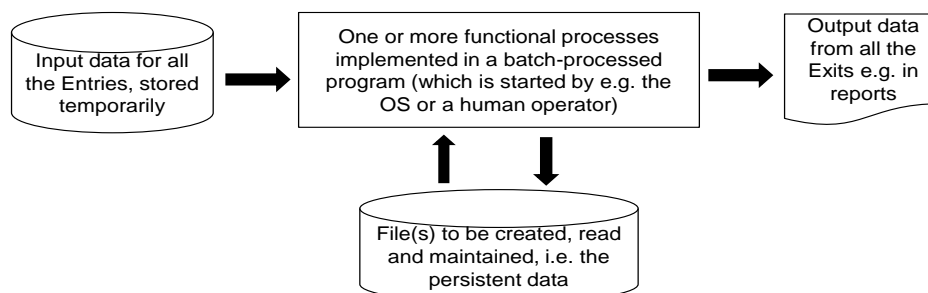 Input data for all
the Entries, stored
temporarily
One or more functional processes
implemented in a batch-processed
program (which is started by e.g. the
OS or a human operator)
Output data
from all the
Exits e.g. in
reports
File(s) to be created, read
and maintained, i.e. the
persistent data